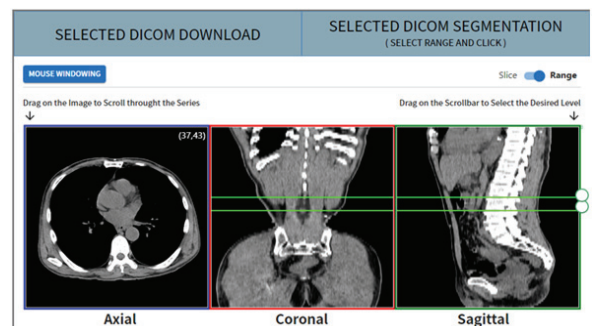 SELECTED DICOM DOWNLOAD
SELECTED DICOM SEGMENTATION
( SELECT RANGE AND CLICK )
MOUSE WINDOWING
Slice Range
Drag on the Image to Scroll throught the Series
Drag on the Scrollbar to Select the Desired Level
(37,43)
Axial
Coronal
Sagittal